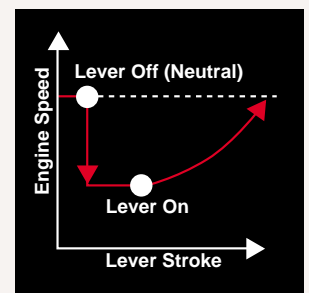 Lever Off (Neutral)
Engine Speed
Lever On
Lever Stroke